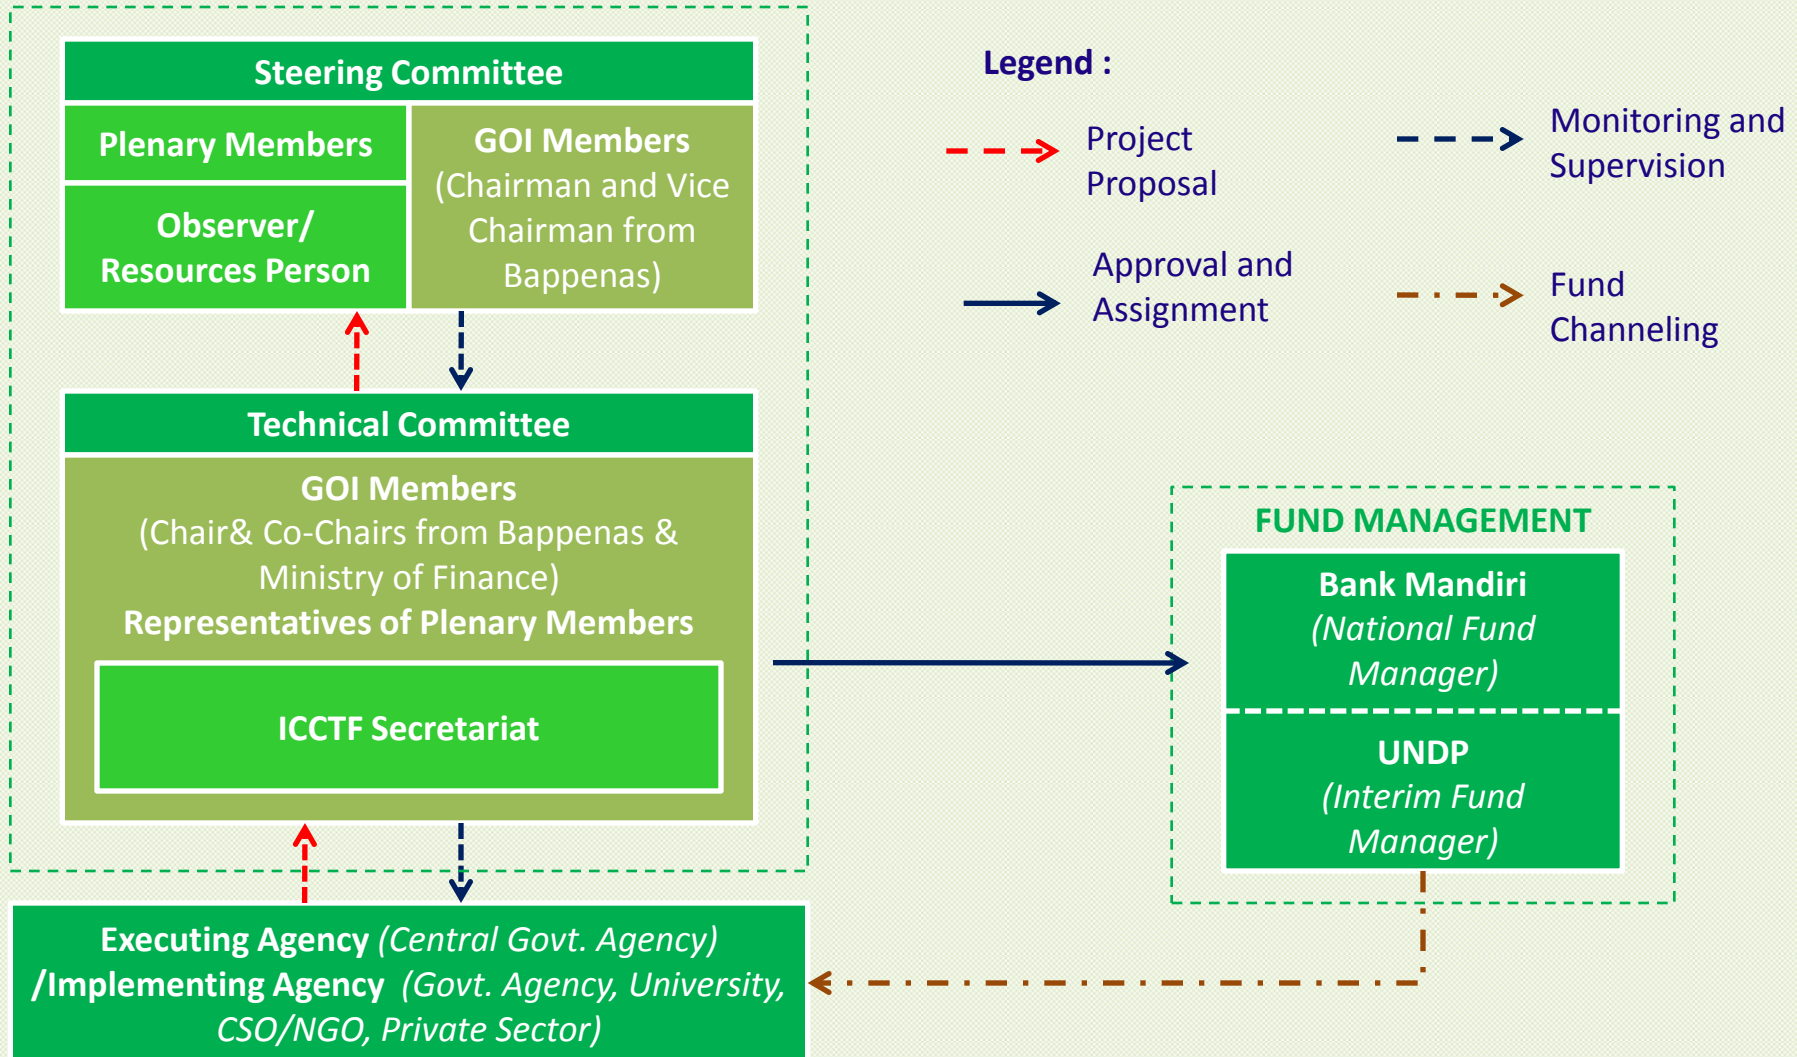 Steering Committee
Plenary Members
Observer/
Resources Person
GOI Members
(Chairman and Vice
Chairman from
Bappenas)
Legend :
Project
Proposal
Monitoring and
Supervision
Approval and
Assignment
Fund
Channeling
Technical Committee
GOI Members
(Chair& Co-Chairs from Bappenas &
Ministry of Finance)
Representatives of Plenary Members
ICCTF Secretariat
FUND MANAGEMENT
Bank Mandiri
(National Fund
Manager)
UNDP
(Interim Fund
Manager)
Executing Agency (Central Govt. Agency)
/Implementing Agency (Govt. Agency, University,
CSO/NGO, Private Sector)